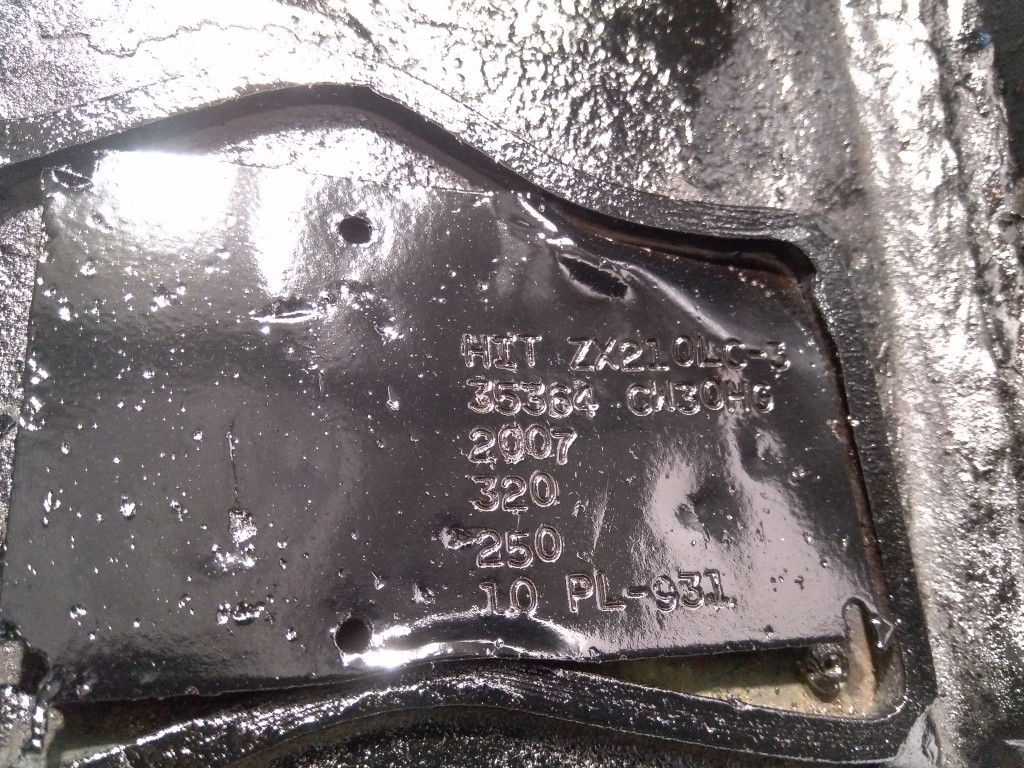 HIT ZX210LC-3
35364 CH30HG
2007
320
250
10 PL-931